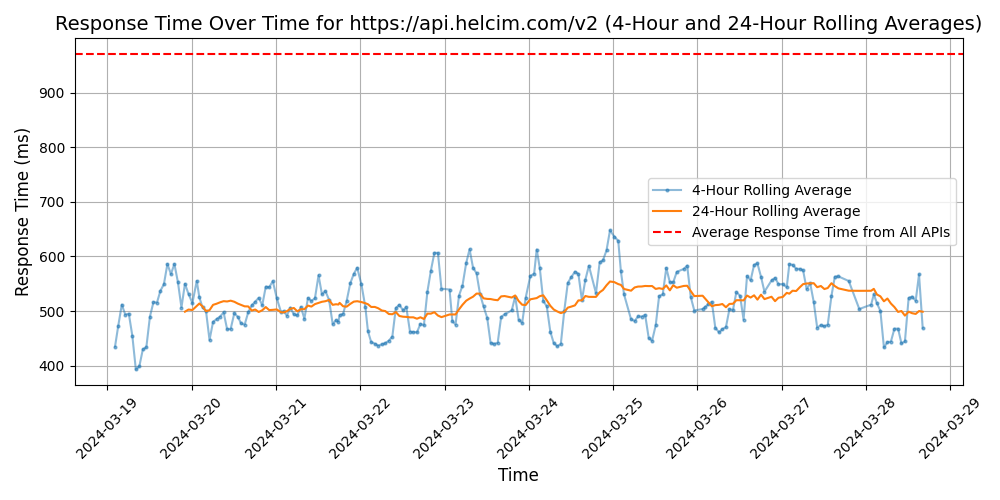 Response Time Over Time for https://api.helcim.com/v2 (4-Hour and 24-Hour Rolling Averages)
Response Time (ms)
900
800
700
600
500
400
4-Hour Rolling Average
24-Hour Rolling Average
Average Response Time from All APIs
2024-03-19
2024-03-20
2024-03-21
2024-03-22
2024-03-23
2024-03-24
2024-03-25
2024-03-26
2024-03-27
2024-03-28
2024-03-29
Time